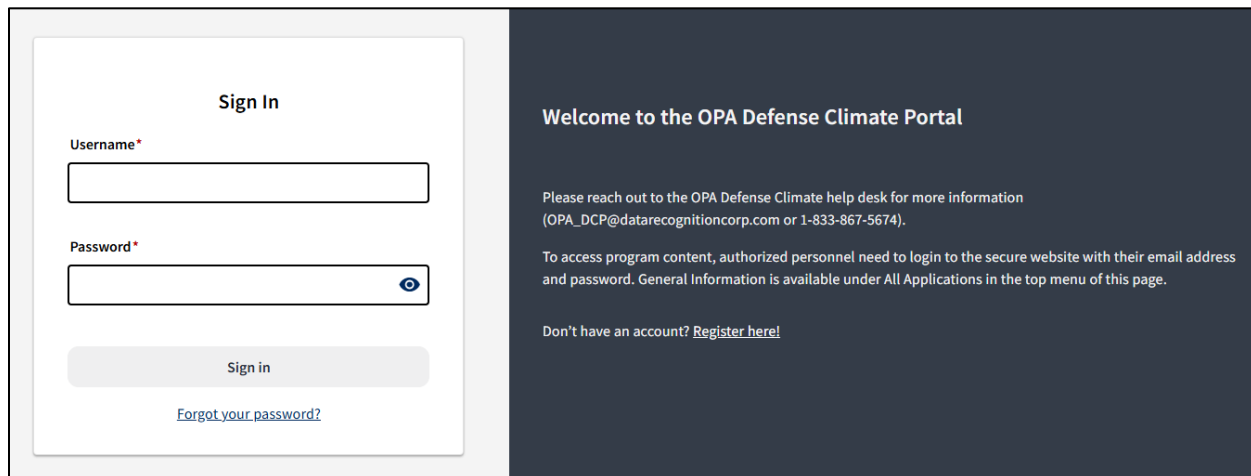 Sign In
Username*
Password*
Sign in
Forgot your password?
Welcome to the OPA Defense Climate Portal
Please reach out to the OPA Defense Climate help desk for more information
(OPA_DCP@datarecognitioncorp.com or 1-833-867-5674).
To access program content, authorized personnel need to login to the secure website with their email address
and password. General Information is available under All Applications in the top menu of this page.
Don't have an account? Register here!